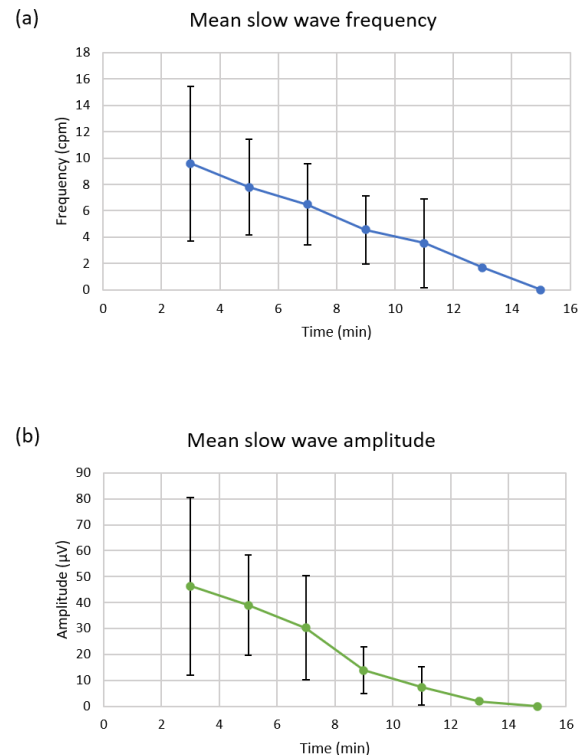 (a)
Mean slow wave frequency
18
16
14
12
10
8
6
4
2
0
Frequency (cpm)
0 2 4 6 8 10 12 14 16
Time (min)
(b)
Mean slow wave amplitude
90
80
70
60
50
40
30
20
10
0
Amplitude (µV)
0 2 4 6 8 10 12 14 16
Time (min)